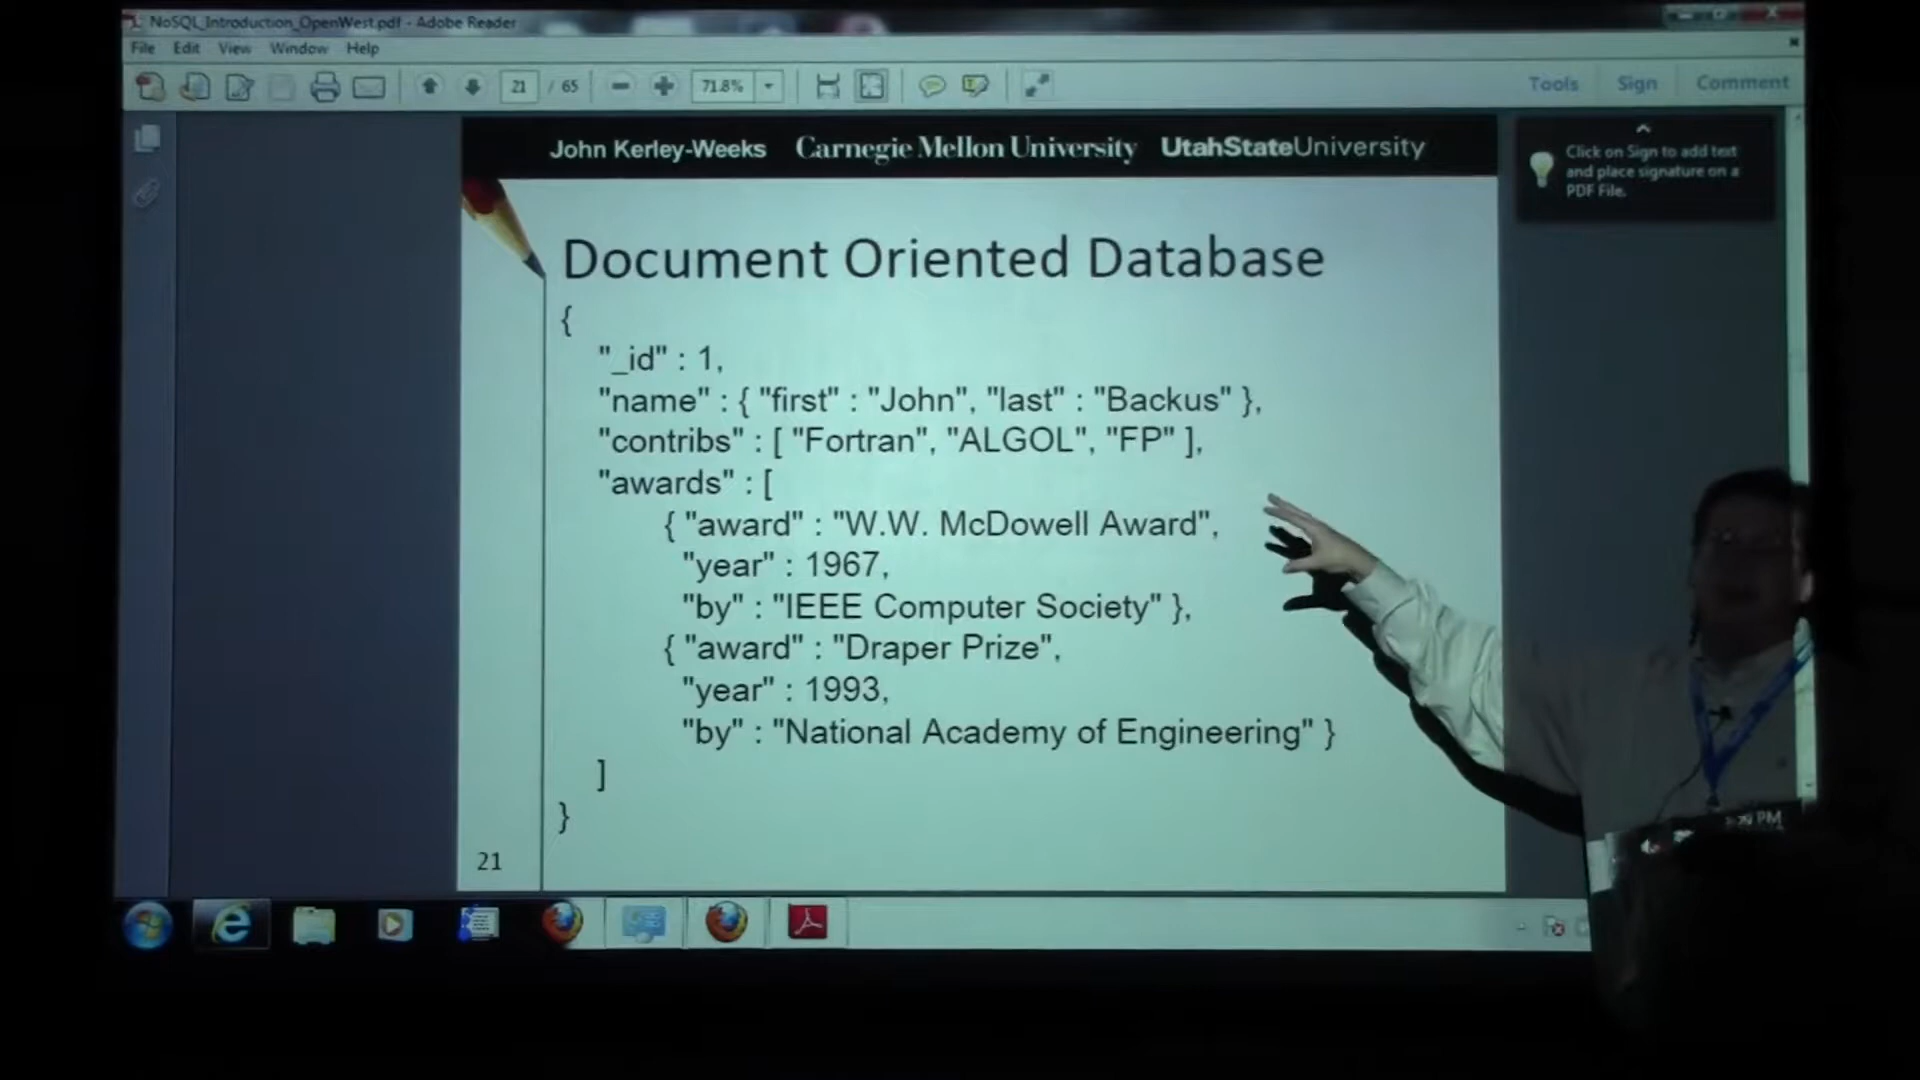 NoSQL_Introduction_OpenWest.pdf - Adobe Reader
File Edit View Window Help
21 / 65 71.8% Tools Sign Comment
John Kerley-Weeks Carnegie Mellon University UtahStateUniversity
Click on Sign to add text
and place signature on a
PDF File.
Document Oriented Database
{
"_id" : 1,
"name" : { "first" : "John", "last" : "Backus" },
"contribs" : [ "Fortran", "ALGOL", "FP" ],
"awards" : [
{ "award" : "W.W. McDowell Award",
"year" : 1967,
"by" : "IEEE Computer Society" },
{ "award" : "Draper Prize",
"year" : 1993,
"by" : "National Academy of Engineering" }
]
}
21
PM